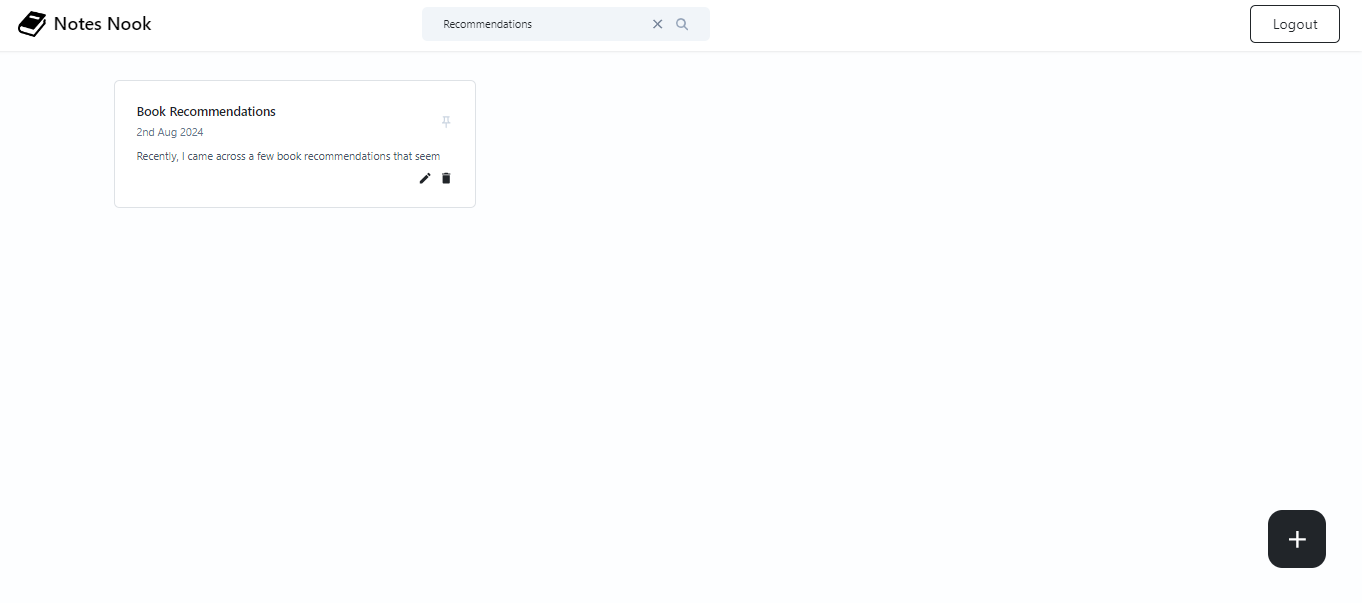 Notes Nook
Recommendations
Logout
Book Recommendations
2nd Aug 2024
Recently, I came across a few book recommendations that seem